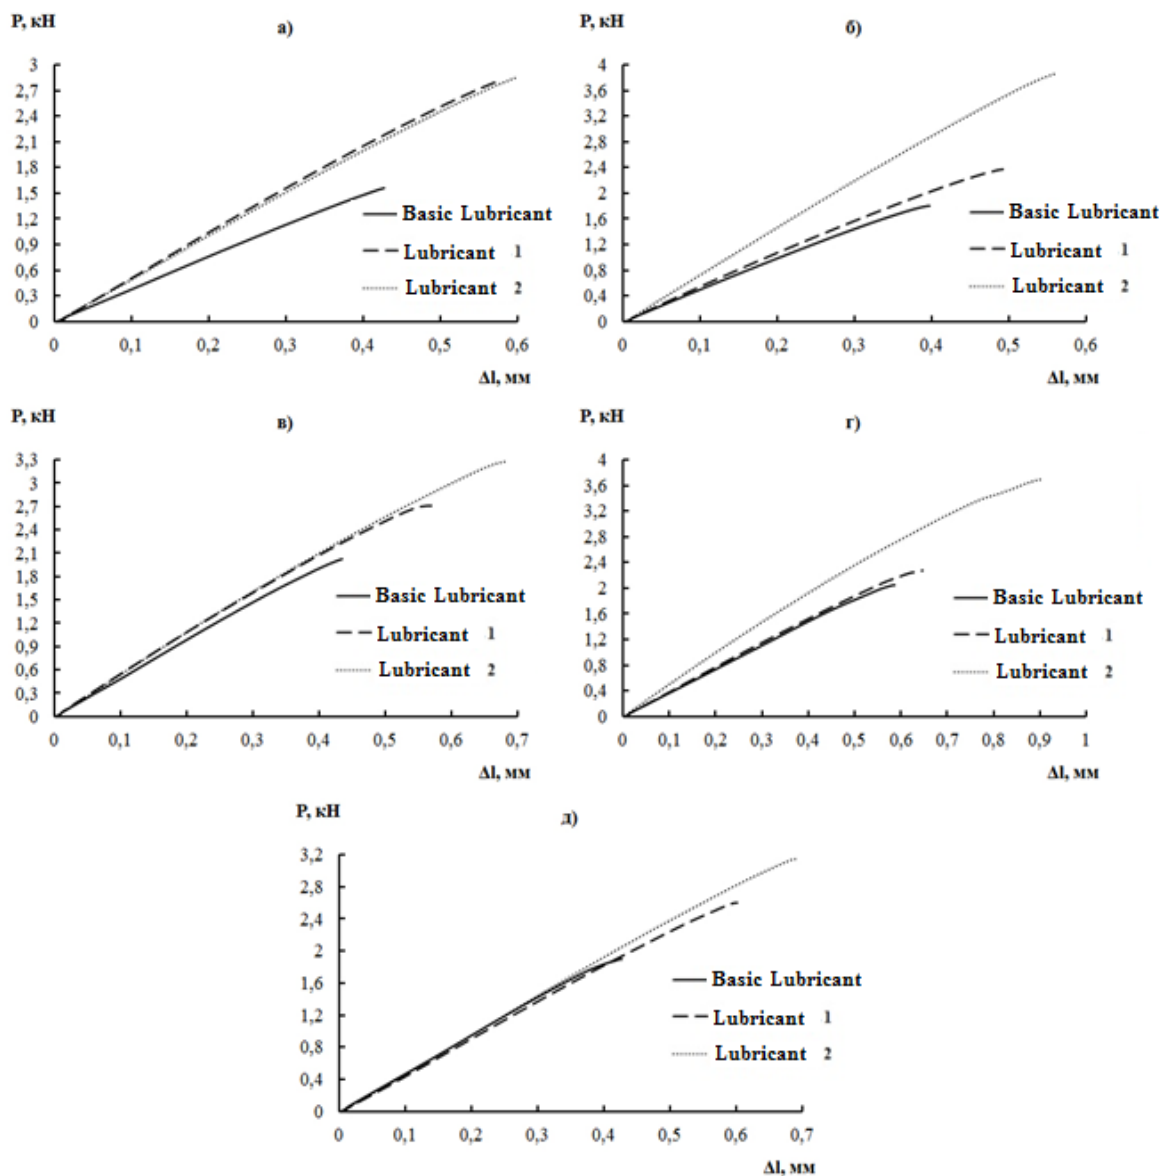 P, кН
а)
3
2,7
2,4
2,1
1,8
1,5
1,2
0,9
0,6
0,3
0
Basic Lubricant
Lubricant 1
Lubricant 2
0 0,1 0,2 0,3 0,4 0,5 0,6
Δl, мм
P, кН
б)
4
3,6
3,2
2,8
2,4
2
1,6
1,2
0,8
0,4
0
Basic Lubricant
Lubricant 1
Lubricant 2
0 0,1 0,2 0,3 0,4 0,5 0,6
Δl, мм
P, кН
в)
3,3
3
2,7
2,4
2,1
1,8
1,5
1,2
0,9
0,6
0,3
0
Basic Lubricant
Lubricant 1
Lubricant 2
0 0,1 0,2 0,3 0,4 0,5 0,6 0,7
Δl, мм
P, кН
г)
4
3,6
3,2
2,8
2,4
2
1,6
1,2
0,8
0,4
0
Basic Lubricant
Lubricant 1
Lubricant 2
0 0,1 0,2 0,3 0,4 0,5 0,6 0,7 0,8 0,9 1
Δl, мм
P, кН
д)
3,2
2,8
2,4
2
1,6
1,2
0,8
0,4
0
Basic Lubricant
Lubricant 1
Lubricant 2
0 0,1 0,2 0,3 0,4 0,5 0,6 0,7
Δl, мм